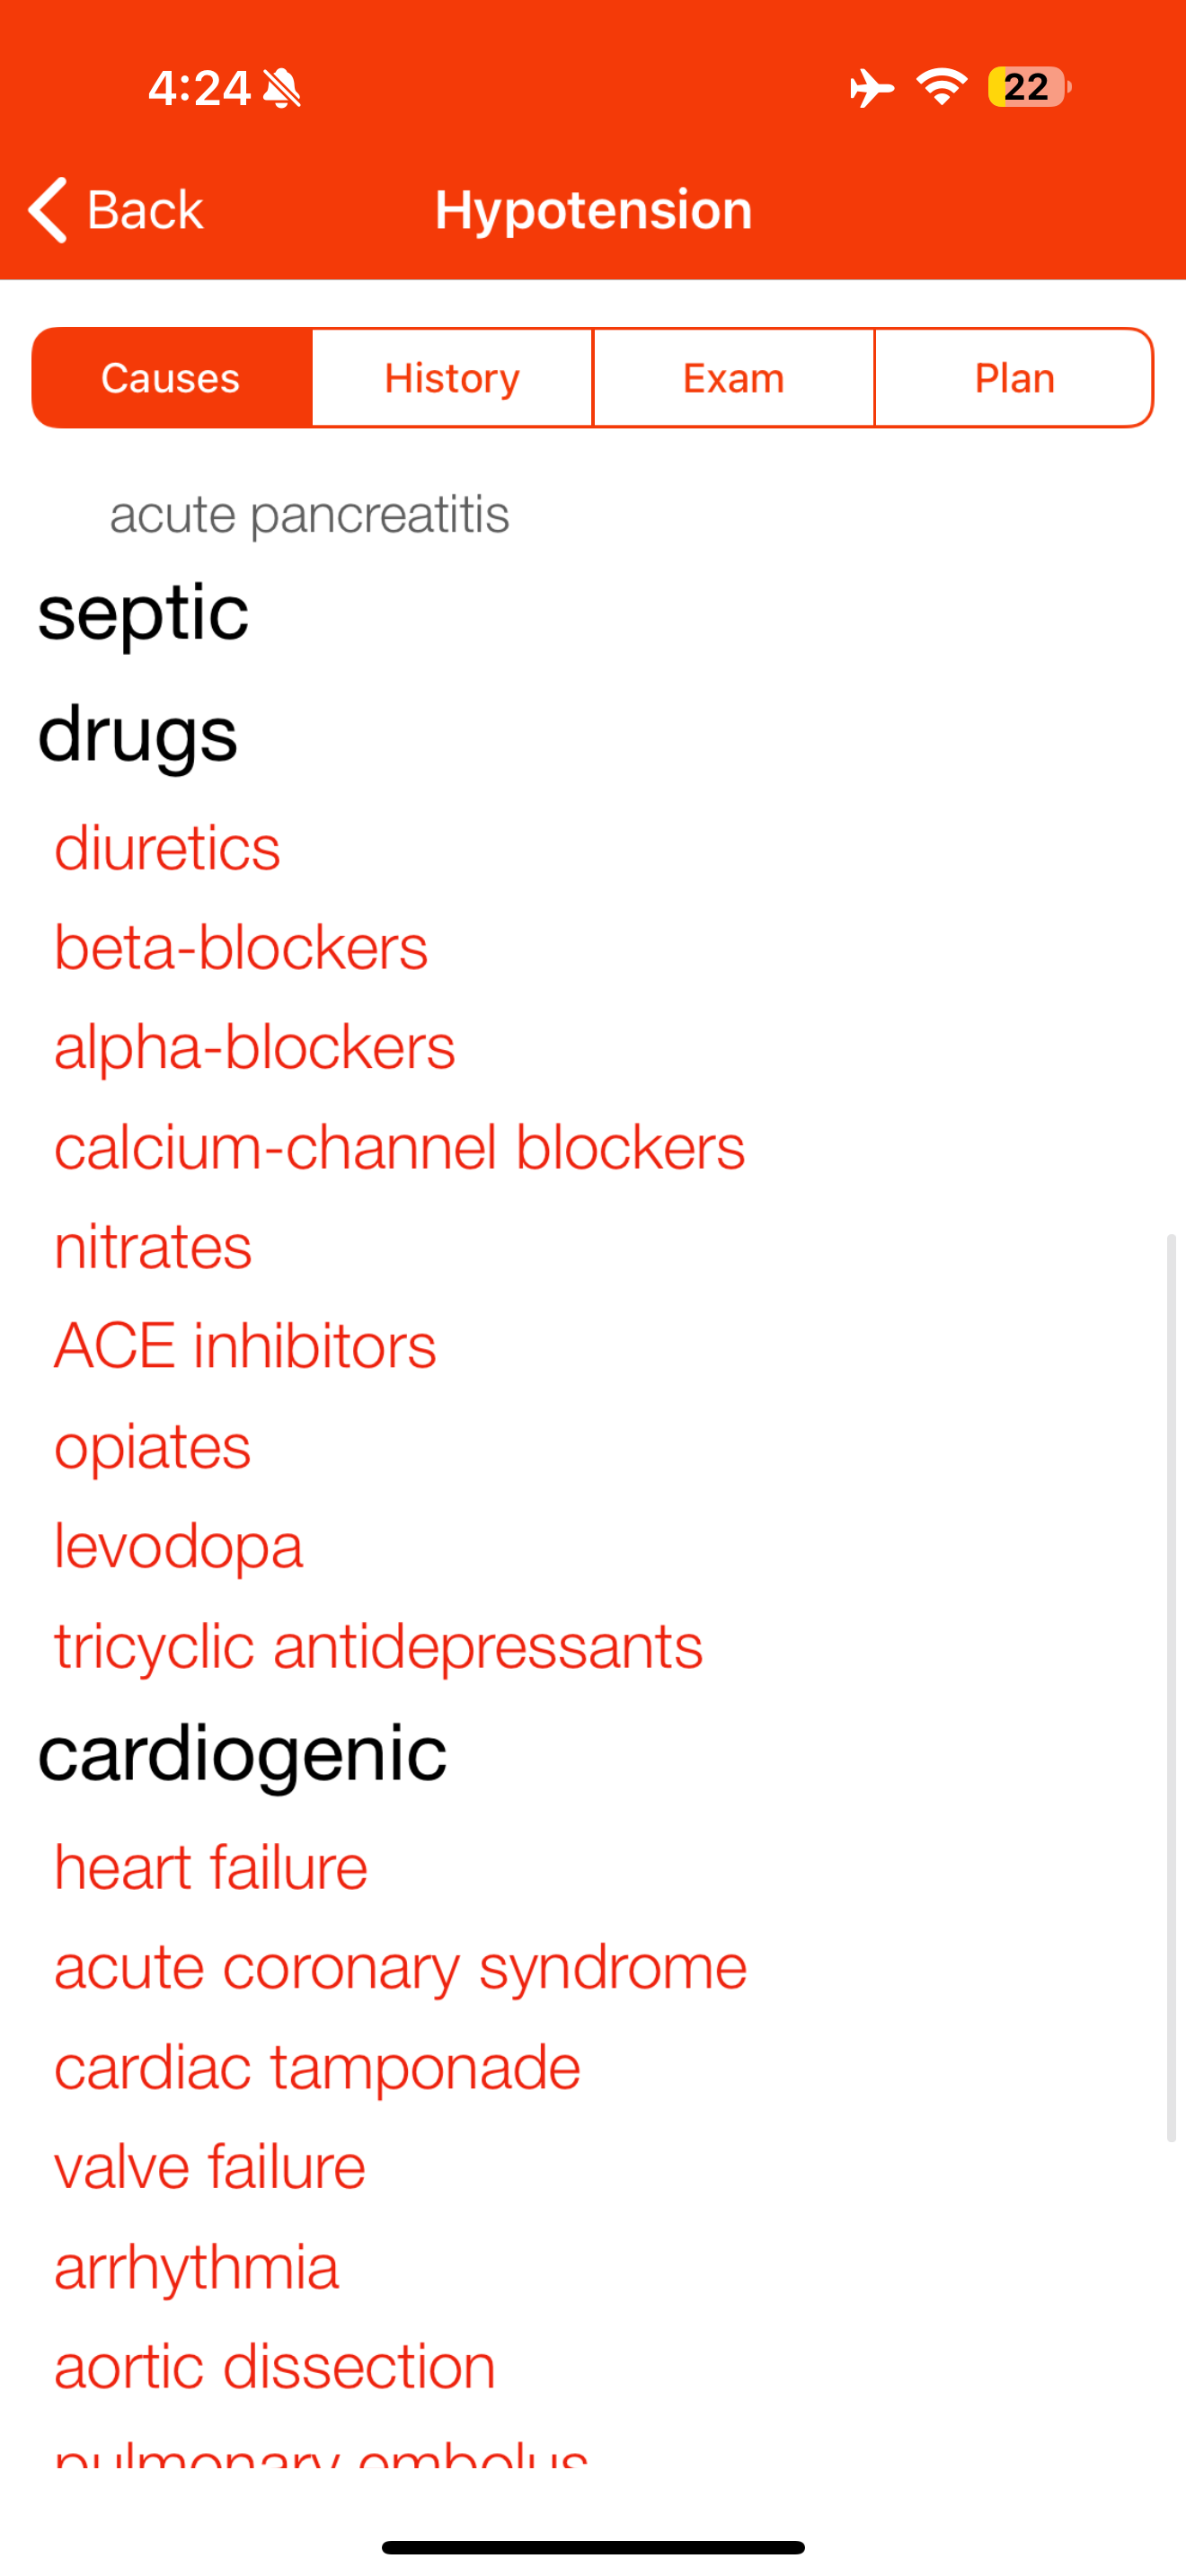 4:24
22
Back
Hypotension
Causes
History
Exam
Plan
acute pancreatitis
septic
drugs
diuretics
beta-blockers
alpha-blockers
calcium-channel blockers
nitrates
ACE inhibitors
opiates
levodopa
tricyclic antidepressants
cardiogenic
heart failure
acute coronary syndrome
cardiac tamponade
valve failure
arrhythmia
aortic dissection
pulmonary embolus